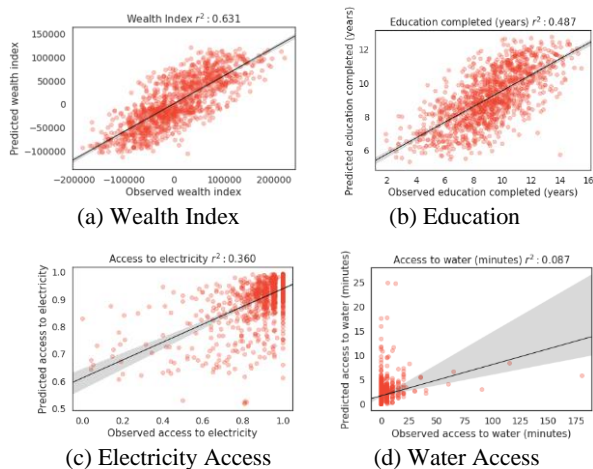 Wealth Index r² : 0.631
Predicted wealth index
150000
100000
50000
0
−50000
−100000
−200000 −100000 0 100000 200000
Observed wealth index
(a) Wealth Index
Education completed (years) r² : 0.487
Predicted education completed (years)
12
10
8
6
2 4 6 8 10 12 14 16
Observed education completed (years)
(b) Education
Access to electricity r² : 0.360
Predicted access to electricity
1.0
0.9
0.8
0.7
0.6
0.5
0.0 0.2 0.4 0.6 0.8 1.0
Observed access to electricity
(c) Electricity Access
Access to water (minutes) r² : 0.087
Predicted access to water (minutes)
25
20
15
10
5
0
0 25 50 75 100 125 150 175
Observed access to water (minutes)
(d) Water Access